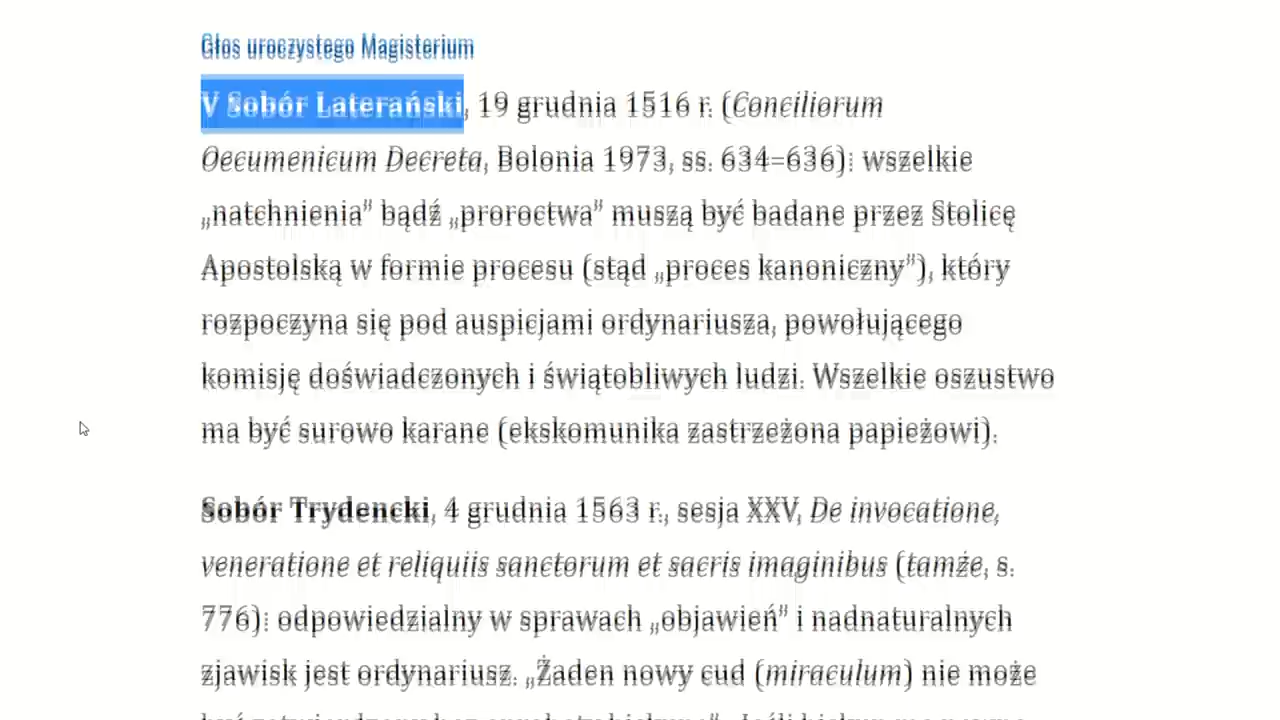 Głos uroczystego Magisterium
V Sobór Laterański, 19 grudnia 1516 r. (Conciliorum
Oecumenicum Decreta, Bolonia 1973, ss. 634–636): wszelkie
„natchnienia” bądź „proroctwa” muszą być badane przez Stolicę
Apostolską w formie procesu (stąd „proces kanoniczny”), który
rozpoczyna się pod auspicjami ordynariusza, powołującego
komisję doświadczonych i świątobliwych ludzi. Wszelkie oszustwo
ma być surowo karane (ekskomunika zastrzeżona papieżowi).
Sobór Trydencki, 4 grudnia 1563 r., sesja XXV, De invocatione,
veneratione et reliquiis sanctorum et sacris imaginibus (tamże, s.
776): odpowiedzialny w sprawach „objawień” i nadnaturalnych
zjawisk jest ordynariusz. „Żaden nowy cud (miraculum) nie może